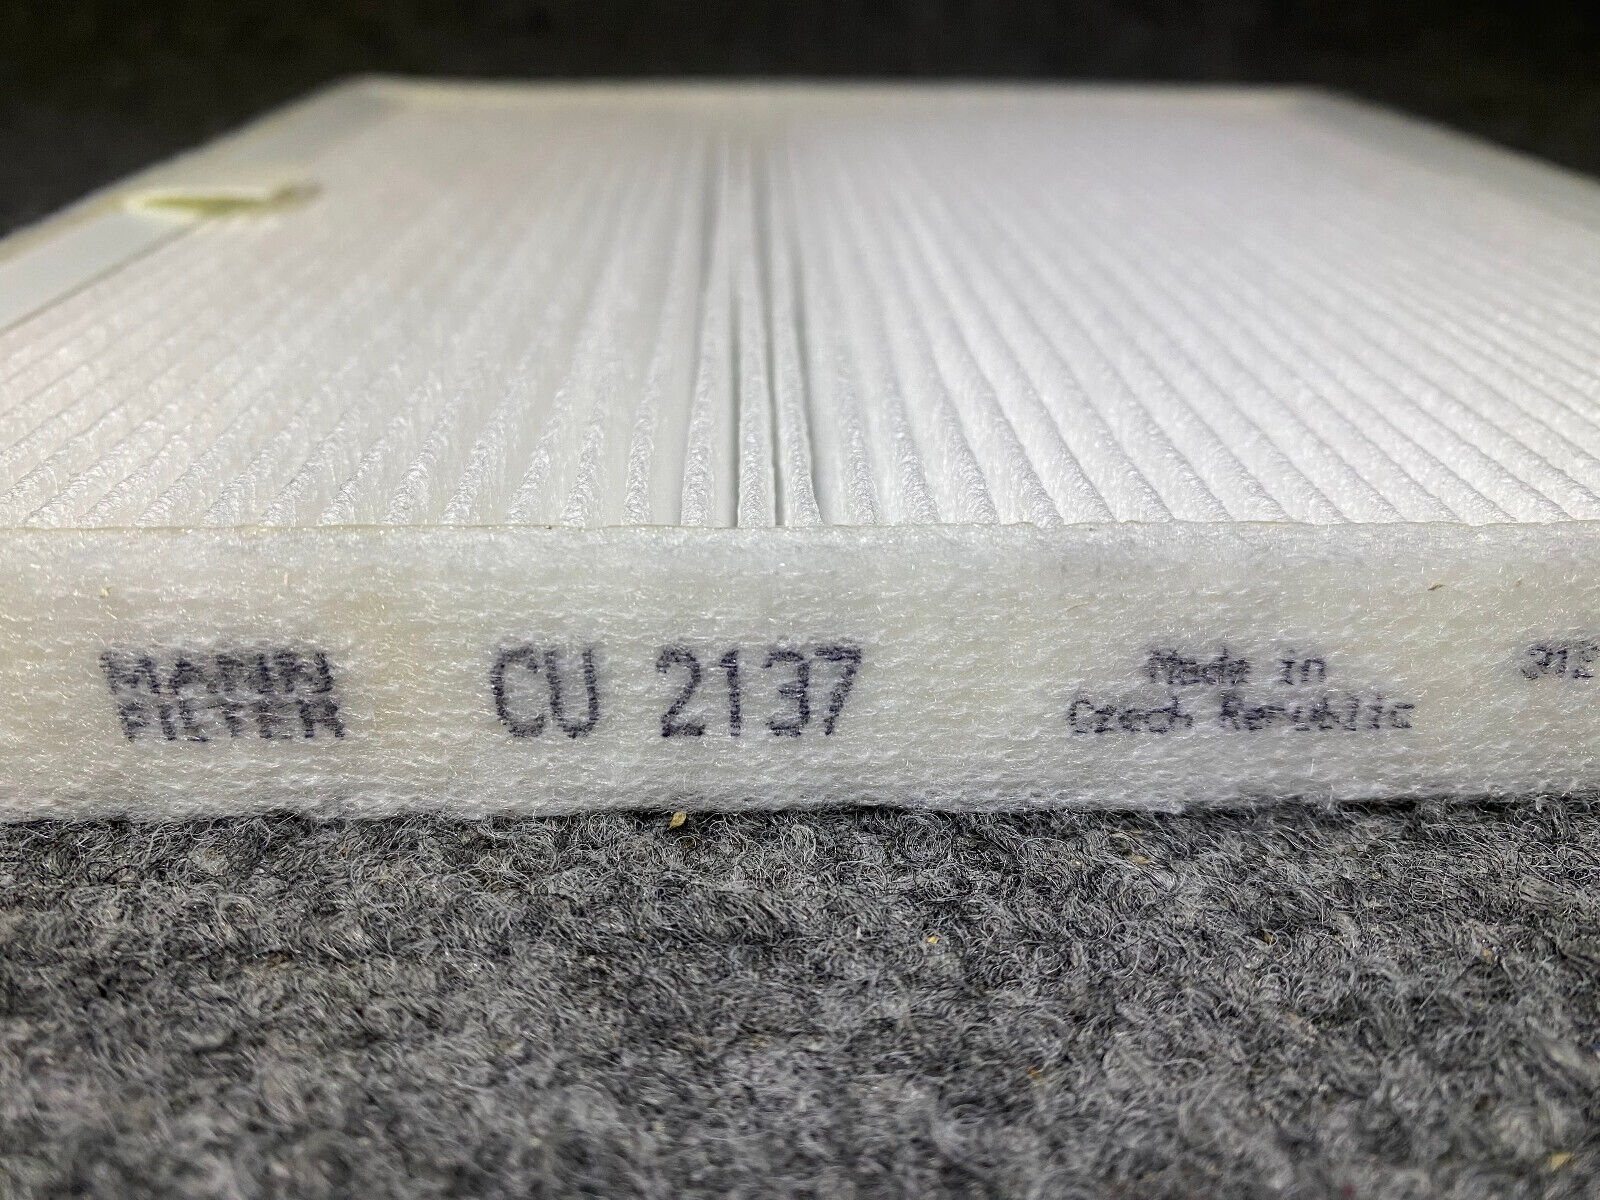 MANN
FILTER
CU 2137
Made in
Czech Republic